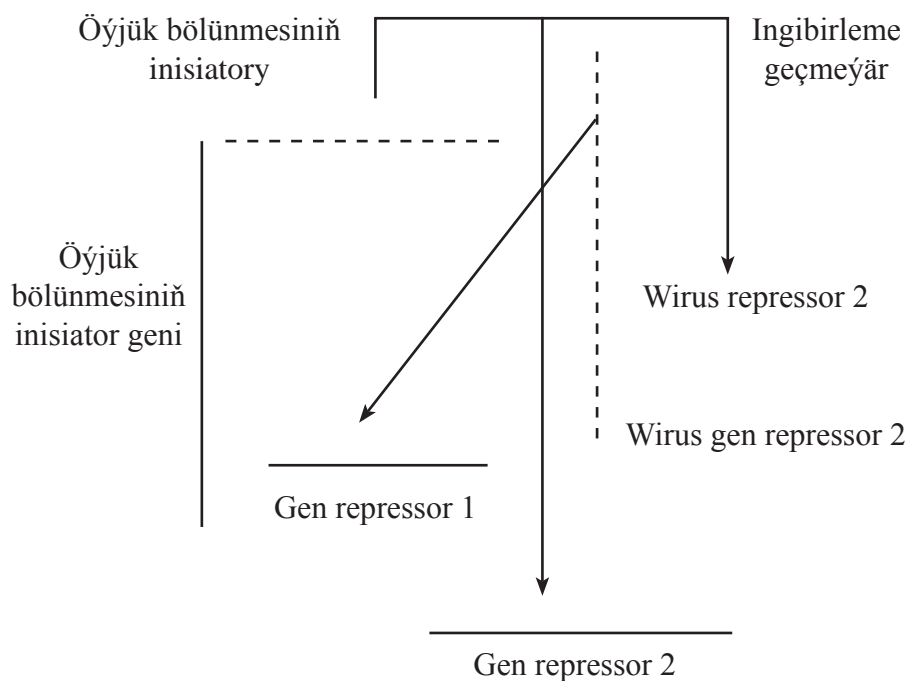 Öýjük bölünmesiniň
inisiatory
Ingibirleme
geçmeýär
Öýjük
bölünmesiniň
inisiator geni
Wirus repressor 2
Wirus gen repressor 2
Gen repressor 1
Gen repressor 2